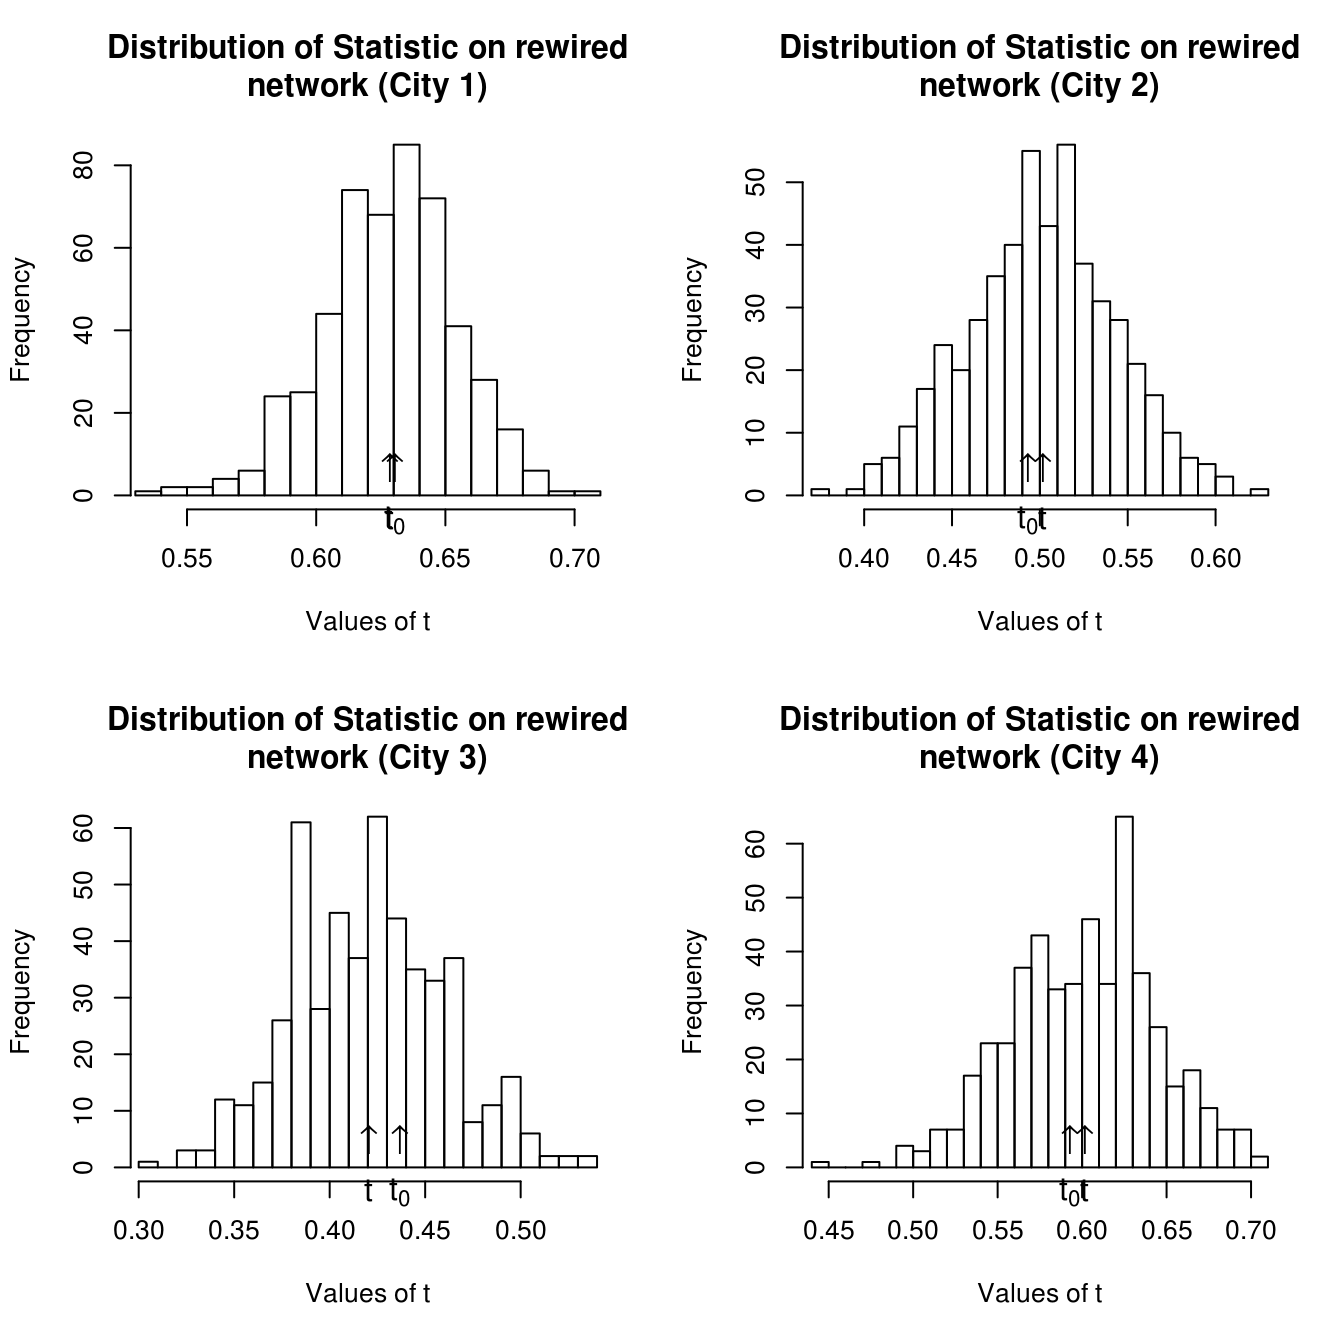 Distribution of Statistic on rewired
network (City 1)
Frequency
0 20 40 60 80
t t0
0.55 0.60 0.65 0.70
Values of t
Distribution of Statistic on rewired
network (City 2)
Frequency
0 10 20 30 40 50
t0 t
0.40 0.45 0.50 0.55 0.60
Values of t
Distribution of Statistic on rewired
network (City 3)
Frequency
0 10 20 30 40 50 60
t t0
0.30 0.35 0.40 0.45 0.50
Values of t
Distribution of Statistic on rewired
network (City 4)
Frequency
0 10 20 30 40 50 60
t0 t
0.45 0.50 0.55 0.60 0.65 0.70
Values of t